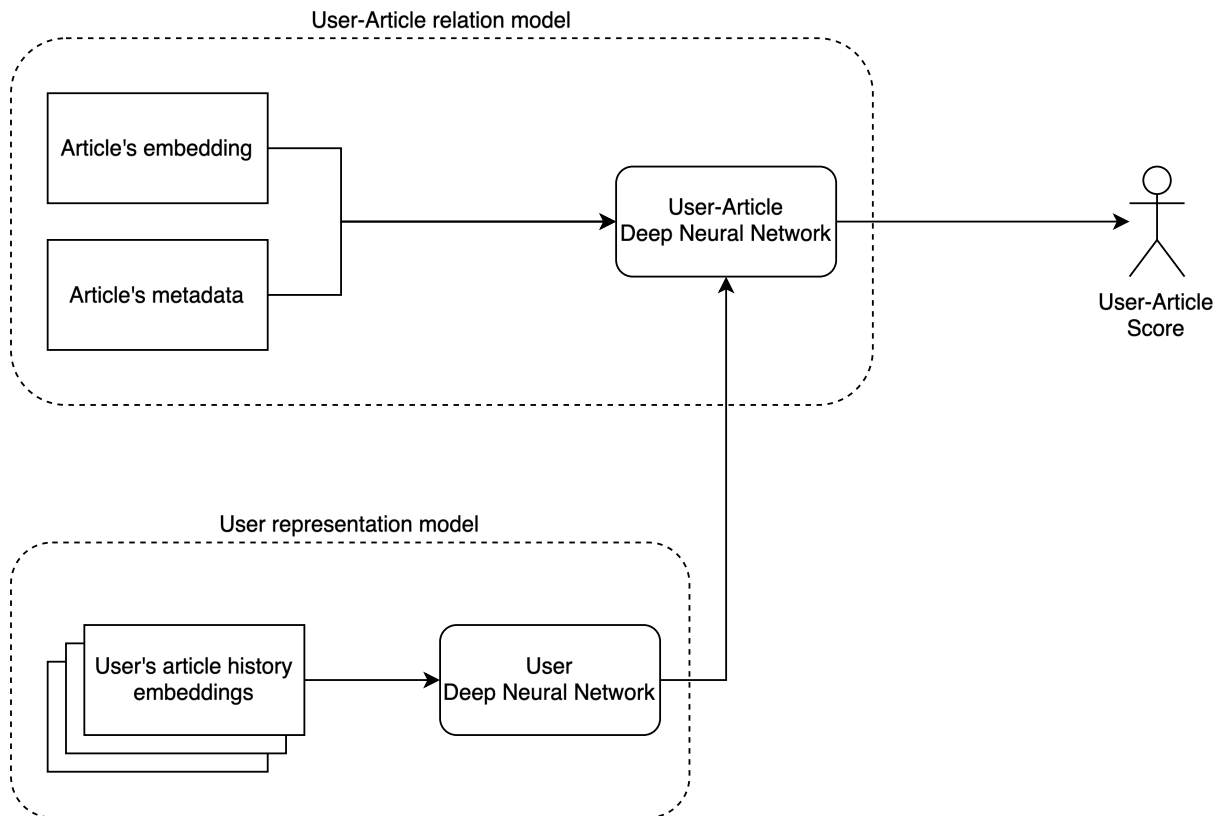 User-Article relation model
Article's embedding
Article's metadata
User-Article
Deep Neural Network
User-Article
Score
User representation model
User's article history
embeddings
User
Deep Neural Network